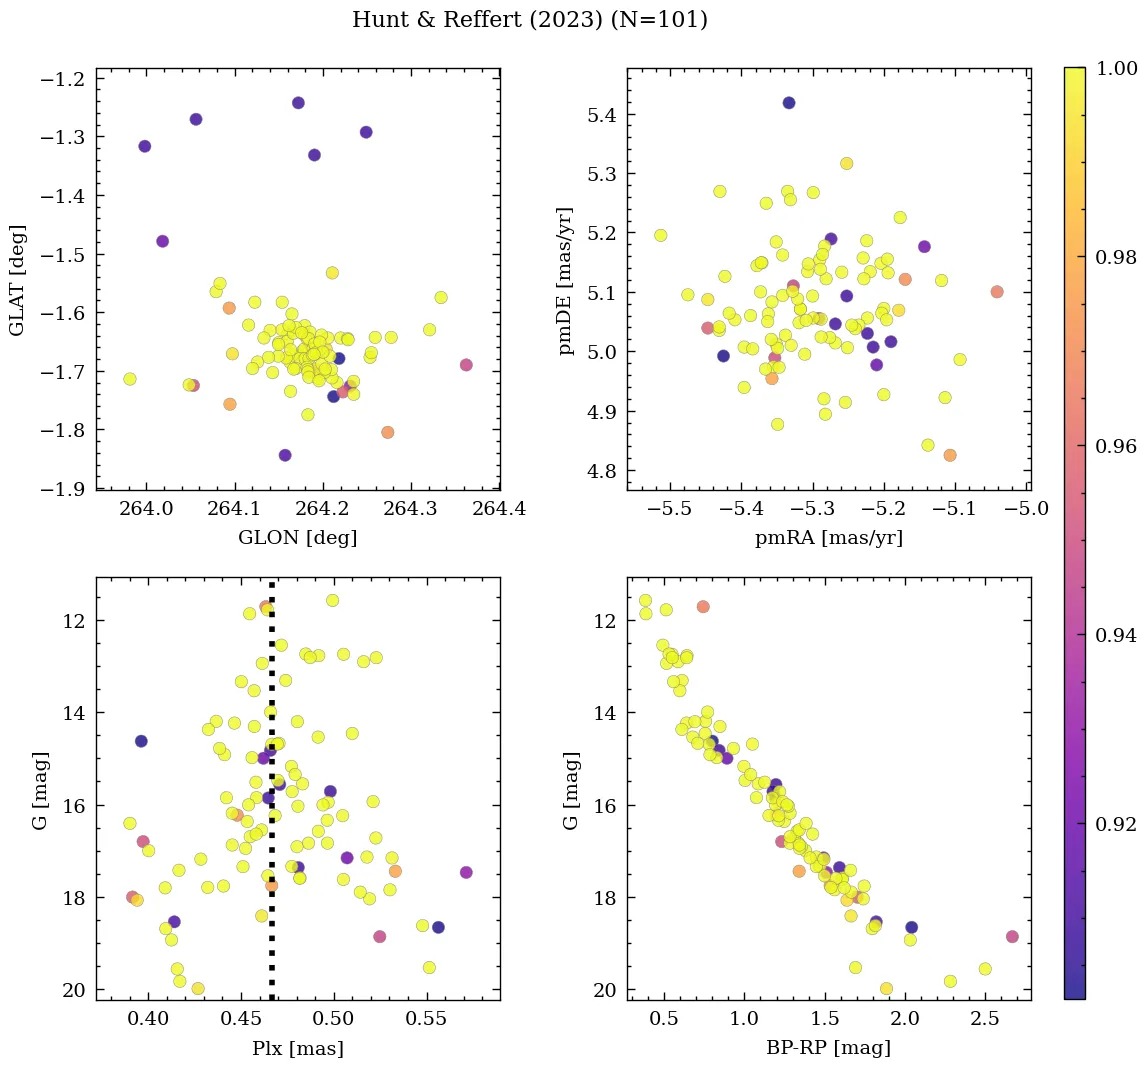 Hunt & Reffert (2023) (N=101)
−1.2
−1.3
−1.4
−1.5
−1.6
−1.7
−1.8
−1.9
GLAT [deg]
264.0 264.1 264.2 264.3 264.4
GLON [deg]
5.4
5.3
5.2
5.1
5.0
4.9
4.8
pmDE [mas/yr]
−5.5 −5.4 −5.3 −5.2 −5.1 −5.0
pmRA [mas/yr]
12
14
16
18
20
G [mag]
0.40 0.45 0.50 0.55
Plx [mas]
12
14
16
18
20
G [mag]
0.5 1.0 1.5 2.0 2.5
BP-RP [mag]
1.00
0.98
0.96
0.94
0.92